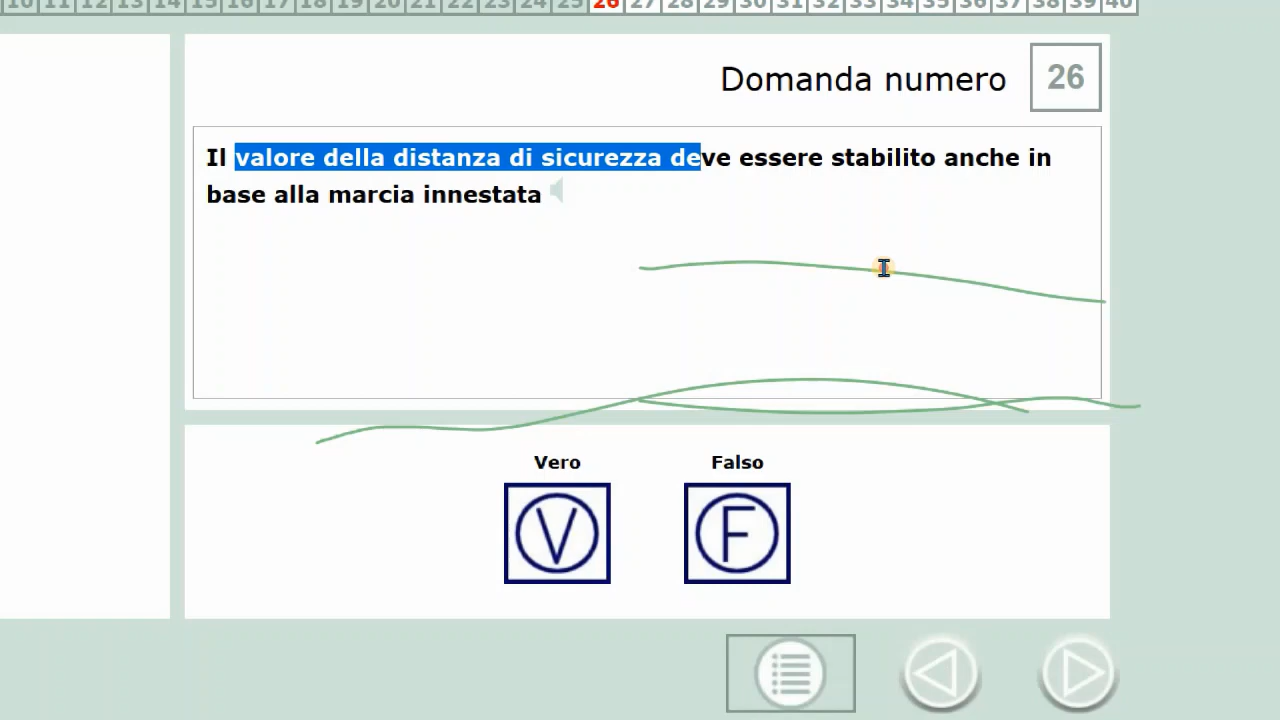 10 11 12 13 14 15 16 17 18 19 20 21 22 23 24 25 26 27 28 29 30 31 32 33 34 35 36 37 38 39 40
Domanda numero 26
Il valore della distanza di sicurezza deve essere stabilito anche in
base alla marcia innestata
Vero Falso
V F